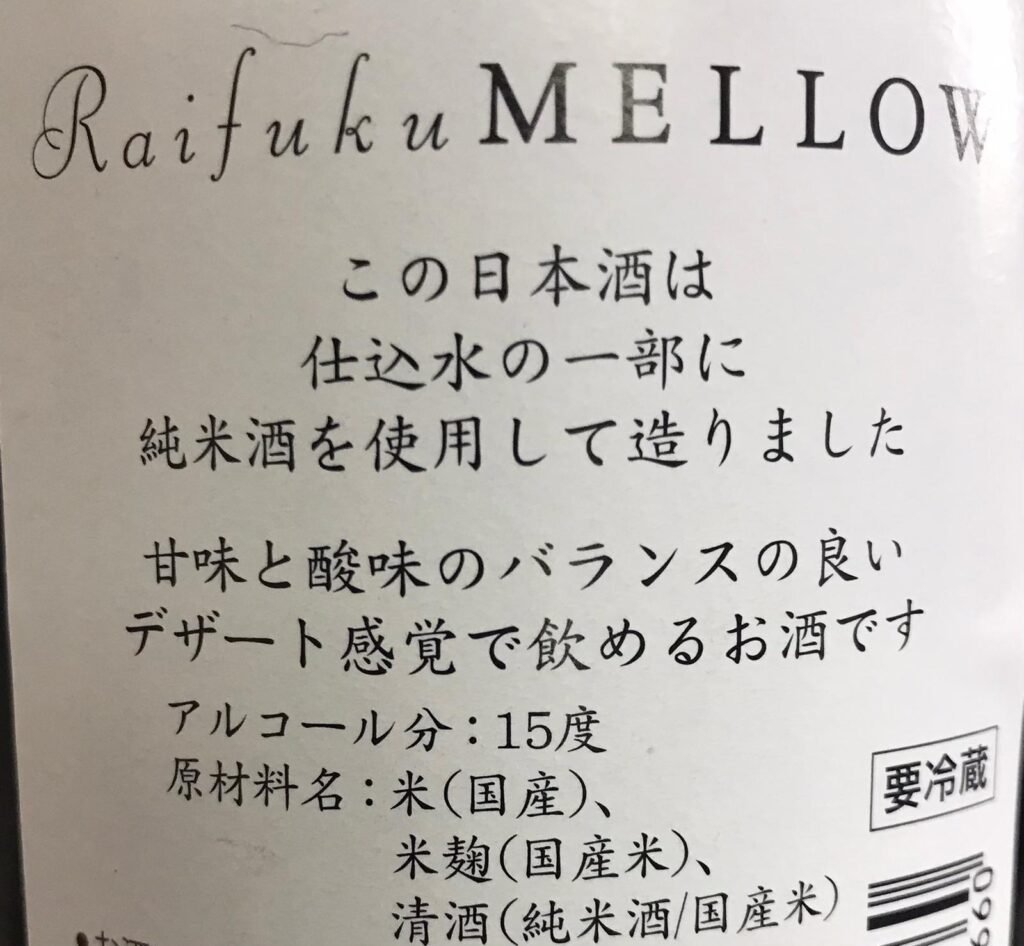 Raifuku MELLOW
この日本酒は
仕込水の一部に
純米酒を使用して造りました
甘味と酸味のバランスの良い
デザート感覚で飲めるお酒です
アルコール分：15度
原材料名：米(国産)、
米麹(国産米)、
清酒(純米酒/国産米)
要冷蔵